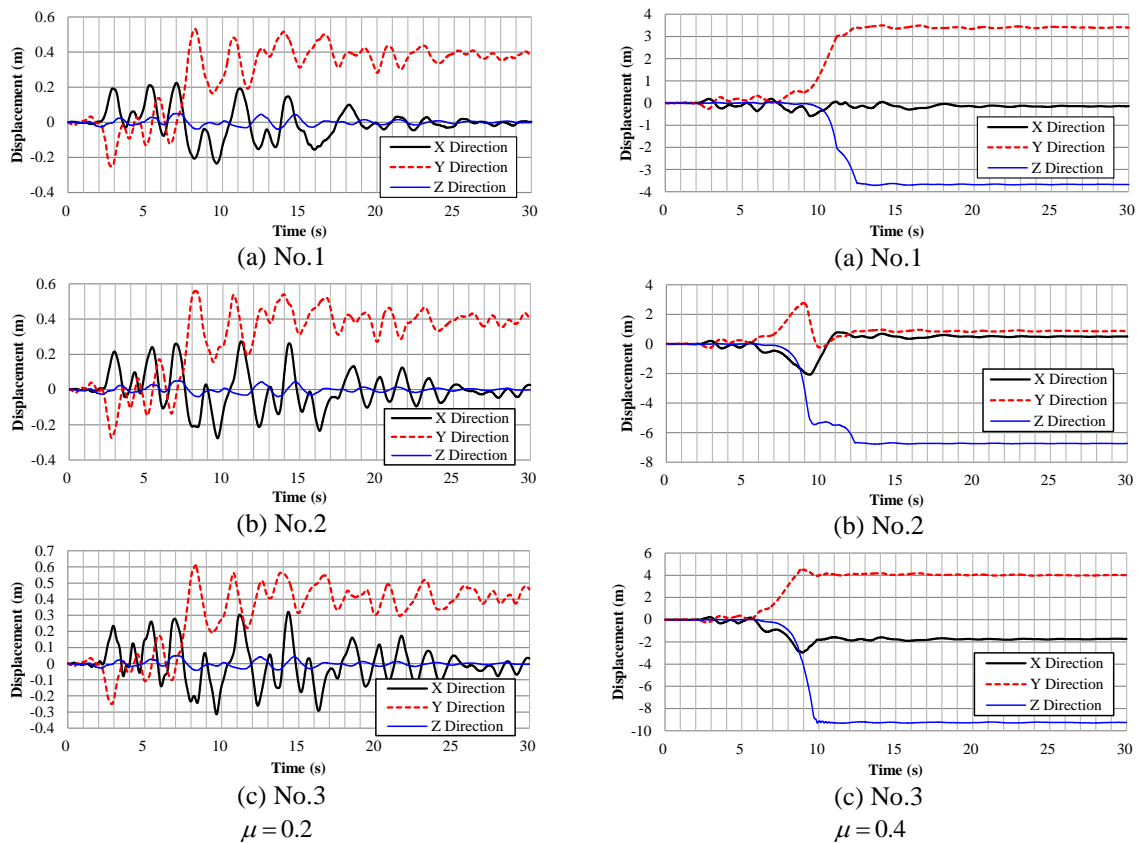 0.6
0.4
0.2
0
-0.2
-0.4
Displacement (m)
0 5 10 15 20 25 30
Time (s)
X Direction
Y Direction
Z Direction
(a) No.1
4
3
2
1
0
-1
-2
-3
-4
Displacement (m)
0 5 10 15 20 25 30
Time (s)
X Direction
Y Direction
Z Direction
(a) No.1
0.6
0.4
0.2
0
-0.2
-0.4
Displacement (m)
0 5 10 15 20 25 30
Time (s)
X Direction
Y Direction
Z Direction
(b) No.2
4
2
0
-2
-4
-6
-8
Displacement (m)
0 5 10 15 20 25 30
Time (s)
X Direction
Y Direction
Z Direction
(b) No.2
0.7
0.6
0.5
0.4
0.3
0.2
0.1
0
-0.1
-0.2
-0.3
-0.4
Displacement (m)
0 5 10 15 20 25 30
Time (s)
X Direction
Y Direction
Z Direction
(c) No.3
μ = 0.2
6
4
2
0
-2
-4
-6
-8
-10
Displacement (m)
0 5 10 15 20 25 30
Time (s)
X Direction
Y Direction
Z Direction
(c) No.3
μ = 0.4